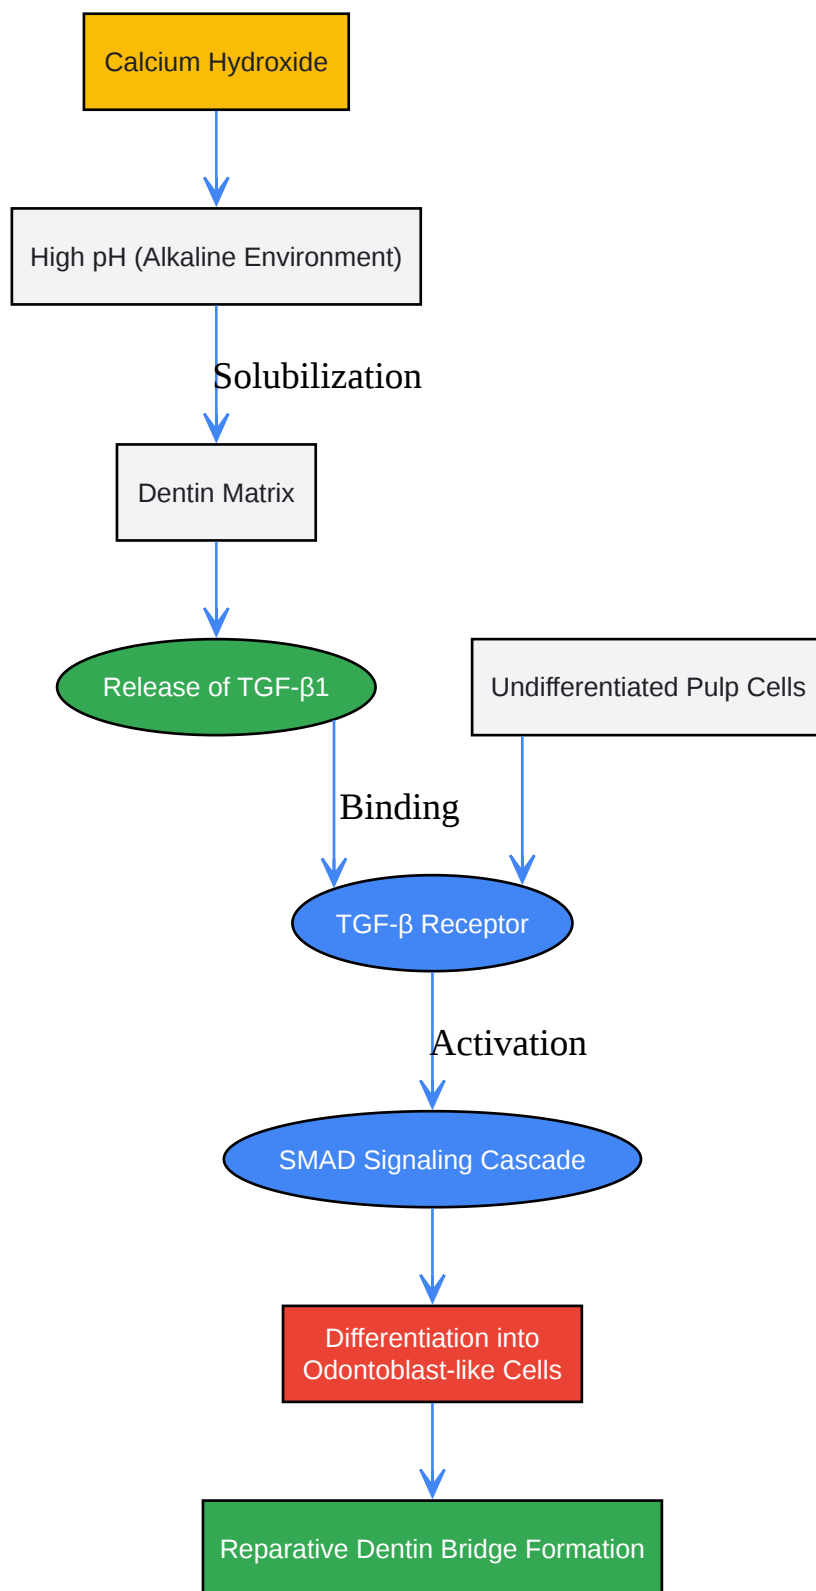 Calcium Hydroxide
High pH (Alkaline Environment)
Solubilization
Dentin Matrix
Release of TGF-β1
Undifferentiated Pulp Cells
Binding
TGF-β Receptor
Activation
SMAD Signaling Cascade
Differentiation into
Odontoblast-like Cells
Reparative Dentin Bridge Formation